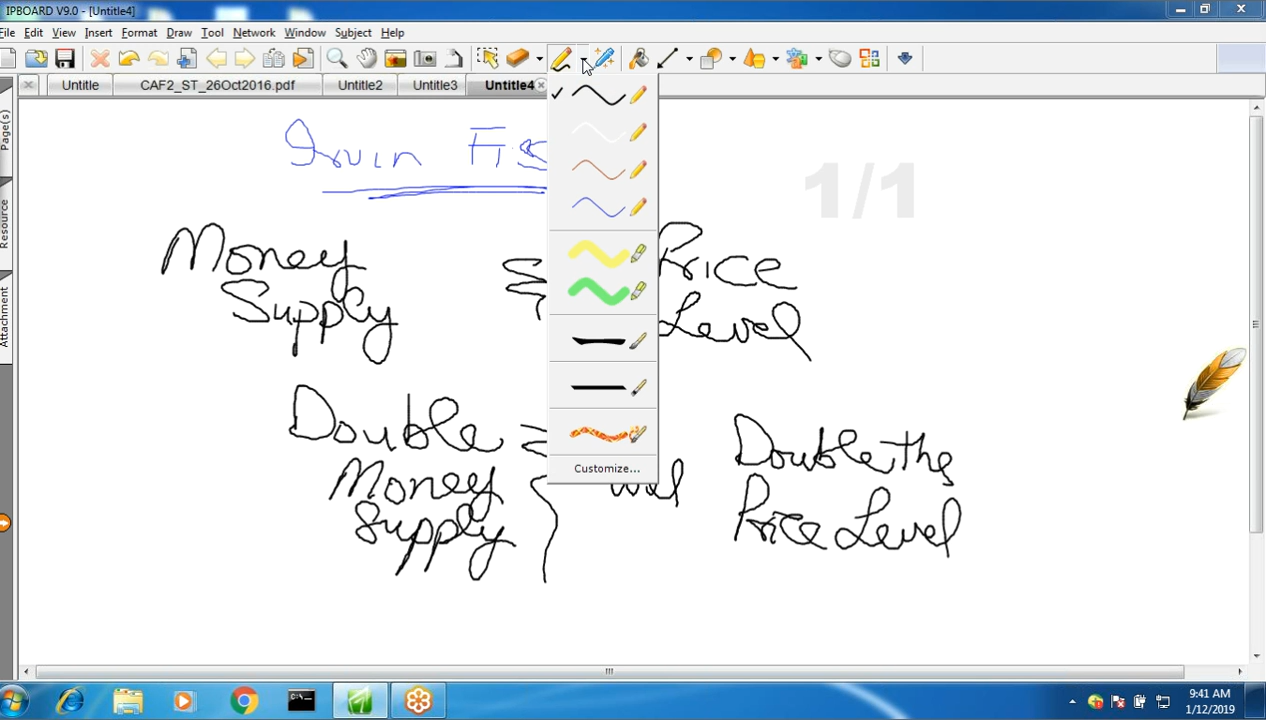 IPBOARD V9.0 - [Untitle4]
File Edit View Insert Format Draw Tool Network Window Subject Help
Untitle CAF2_ST_26Oct2016.pdf Untitle2 Untitle3 Untitle4
Page(s)
Resource
Attachment
1/1
Irvin Fis
Money Price
Supply Level
Double Double the
Money will Price Level
Supply
Customize...
9:41 AM
1/12/2019